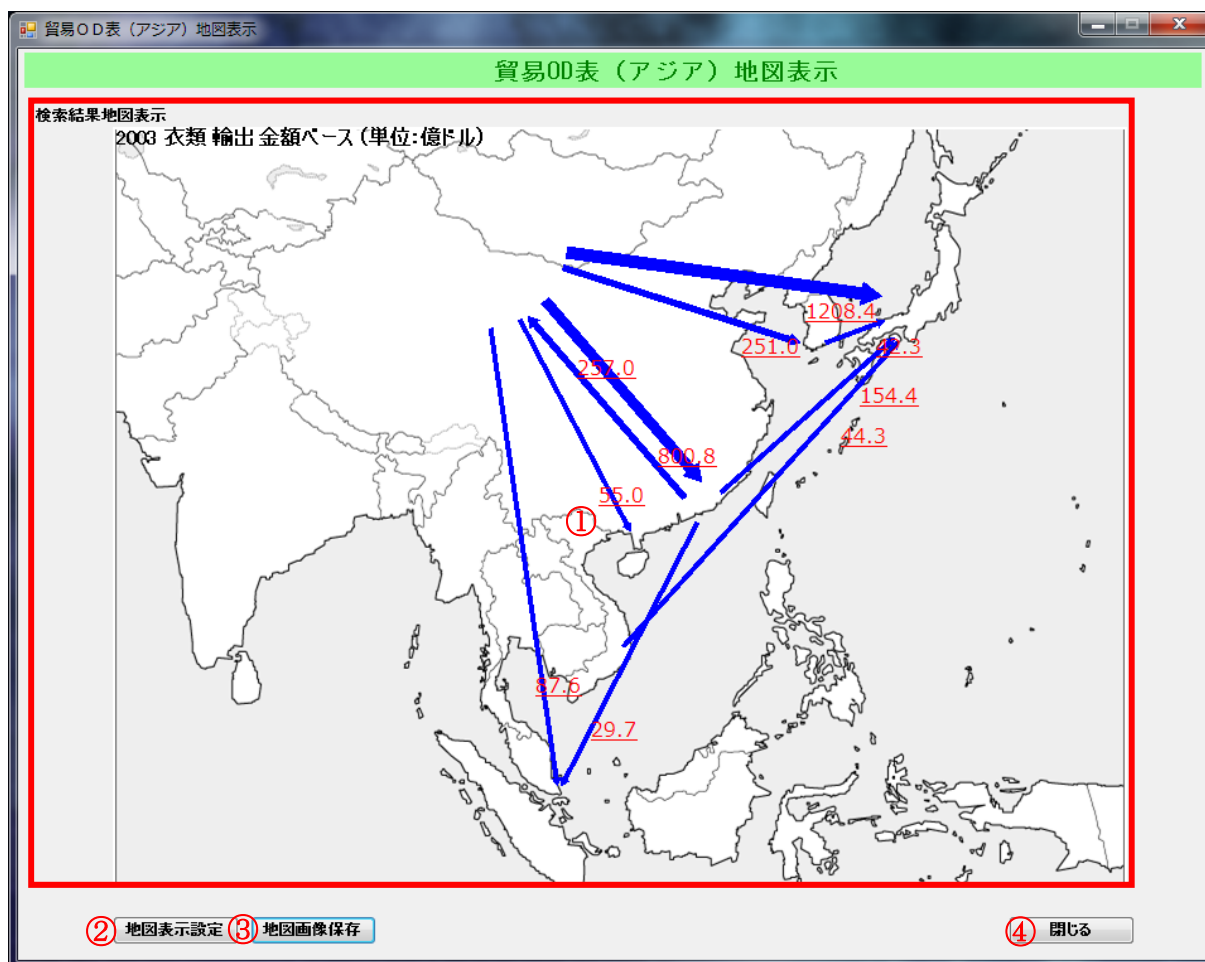 貿易OD表（アジア）地図表示
貿易OD表（アジア）地図表示
検索結果地図表示
2003 衣類 輸出 金額ベース（単位:億ドル）
1208.4
251.0
42.3
257.0
154.4
44.3
800.8
55.0
①
87.6
29.7
② 地図表示設定 ③ 地図画像保存 ④ 閉じる